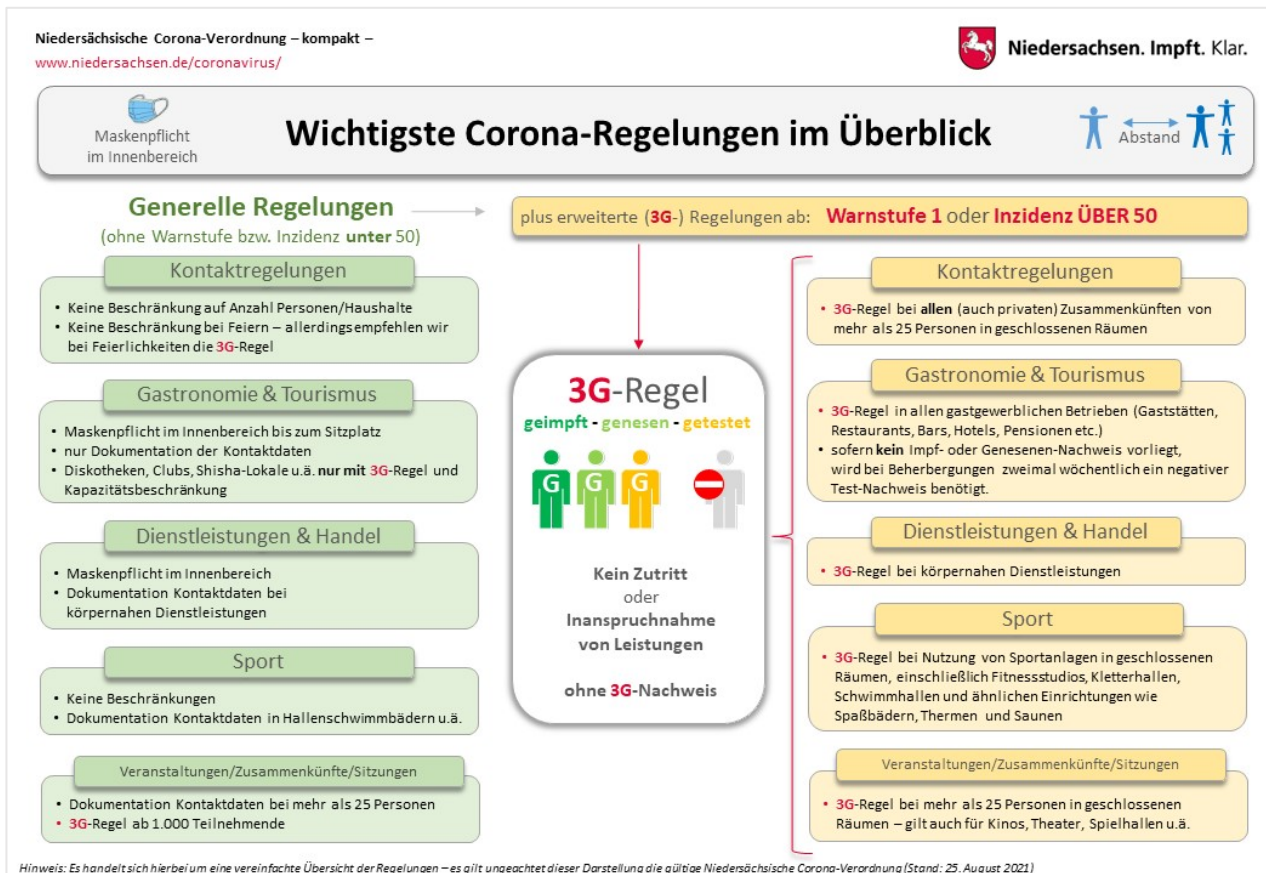 Niedersächsische Corona-Verordnung – kompakt –
www.niedersachsen.de/coronavirus/
Niedersachsen. Impft. Klar.
Maskenpflicht
im Innenbereich
Wichtigste Corona-Regelungen im Überblick
Abstand
Generelle Regelungen
(ohne Warnstufe bzw. Inzidenz unter 50)
plus erweiterte (3G-) Regelungen ab: Warnstufe 1 oder Inzidenz ÜBER 50
Kontaktregelungen
• Keine Beschränkung auf Anzahl Personen/Haushalte
• Keine Beschränkung bei Feiern – allerdings empfehlen wir
bei Feierlichkeiten die 3G-Regel
Gastronomie & Tourismus
• Maskenpflicht im Innenbereich bis zum Sitzplatz
• nur Dokumentation der Kontaktdaten
• Diskotheken, Clubs, Shisha-Lokale u.ä. nur mit 3G-Regel und
Kapazitätsbeschränkung
Dienstleistungen & Handel
• Maskenpflicht im Innenbereich
• Dokumentation Kontaktdaten bei
körpernahen Dienstleistungen
Sport
• Keine Beschränkungen
• Dokumentation Kontaktdaten in Hallenschwimmbädern u.ä.
Veranstaltungen/Zusammenkünfte/Sitzungen
• Dokumentation Kontaktdaten bei mehr als 25 Personen
• 3G-Regel ab 1.000 Teilnehmende
3G-Regel
geimpft - genesen - getestet
G G G
Kein Zutritt
oder
Inanspruchnahme
von Leistungen
ohne 3G-Nachweis
Kontaktregelungen
• 3G-Regel bei allen (auch privaten) Zusammenkünften von
mehr als 25 Personen in geschlossenen Räumen
Gastronomie & Tourismus
• 3G-Regel in allen gastgewerblichen Betrieben (Gaststätten,
Restaurants, Bars, Hotels, Pensionen etc.)
• sofern kein Impf- oder Genesenen-Nachweis vorliegt,
wird bei Beherbergungen zweimal wöchentlich ein negativer
Test-Nachweis benötigt.
Dienstleistungen & Handel
• 3G-Regel bei körpernahen Dienstleistungen
Sport
• 3G-Regel bei Nutzung von Sportanlagen in geschlossenen
Räumen, einschließlich Fitnessstudios, Kletterhallen,
Schwimmhallen und ähnlichen Einrichtungen wie
Spaßbädern, Thermen und Saunen
Veranstaltungen/Zusammenkünfte/Sitzungen
• 3G-Regel bei mehr als 25 Personen in geschlossenen
Räumen – gilt auch für Kinos, Theater, Spielhallen u.ä.
Hinweis: Es handelt sich hierbei um eine vereinfachte Übersicht der Regelungen – es gilt ungeachtet dieser Darstellung die gültige Niedersächsische Corona-Verordnung (Stand: 25. August 2021)